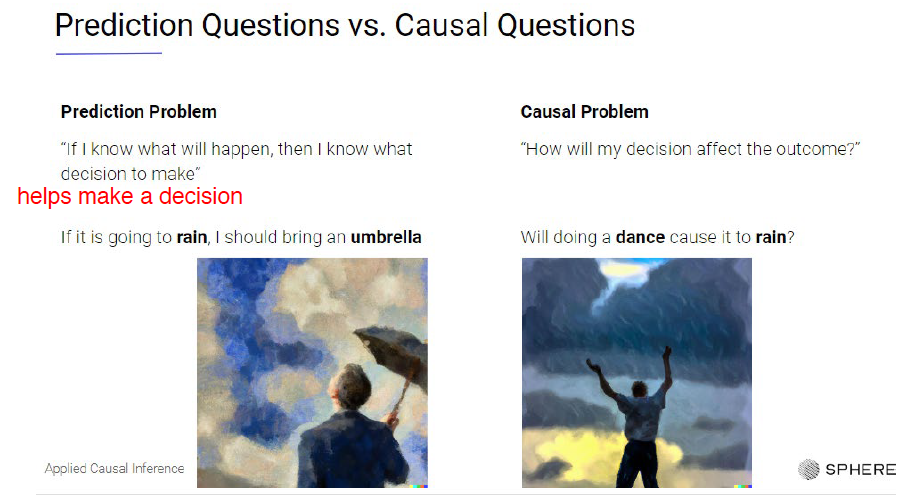 Prediction Questions vs. Causal Questions
Prediction Problem
“If I know what will happen, then I know what
decision to make”
helps make a decision
If it is going to rain, I should bring an umbrella
Causal Problem
“How will my decision affect the outcome?”
Will doing a dance cause it to rain?
Applied Causal Inference
SPHERE